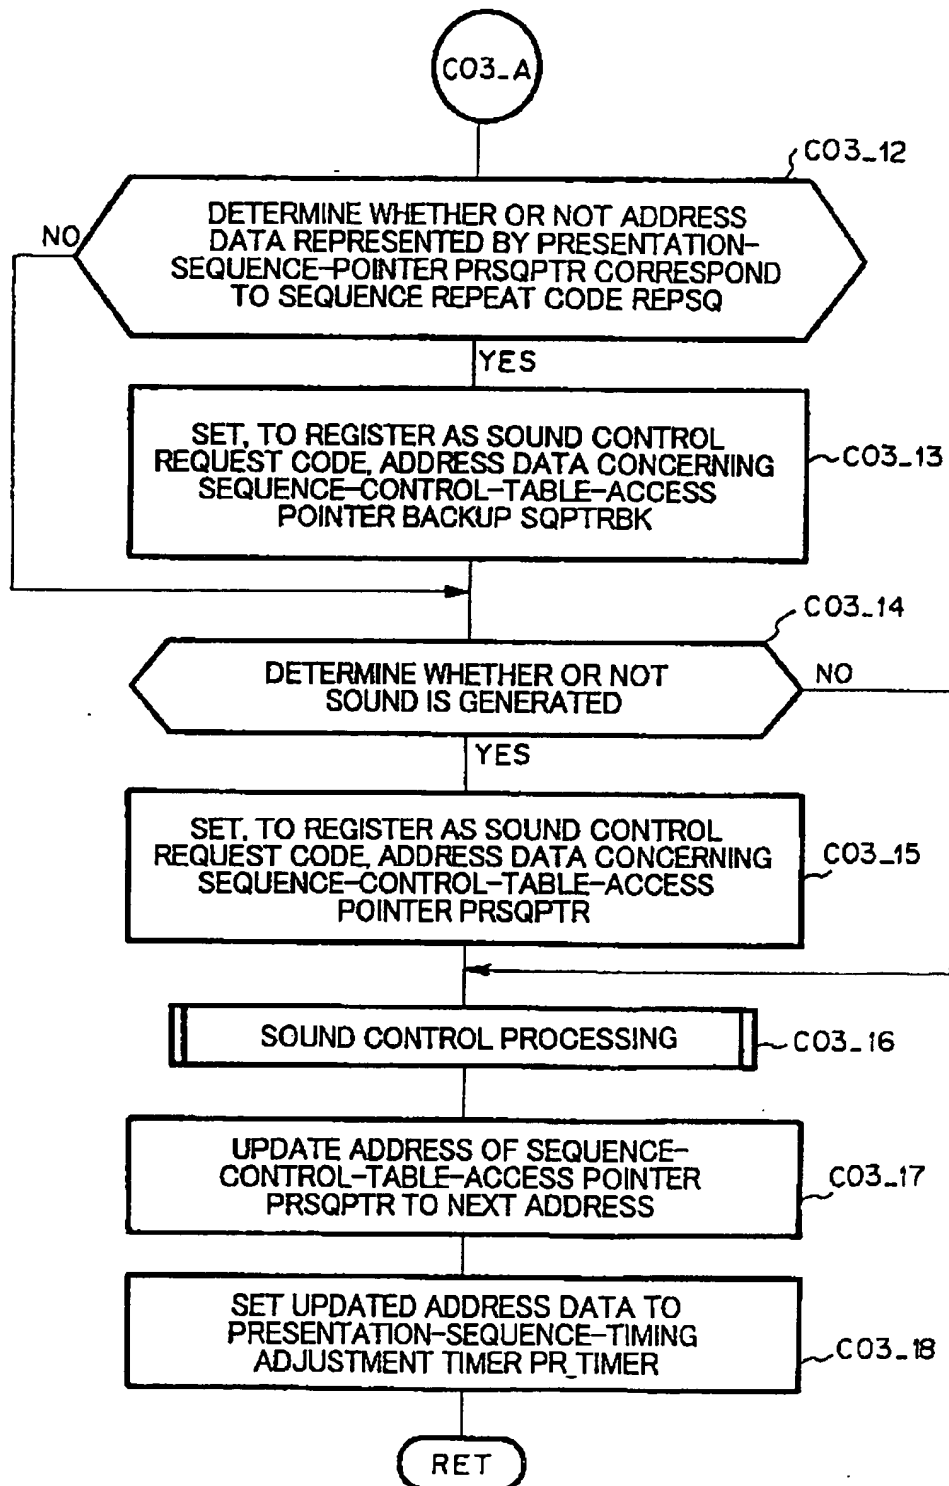 C03_A
C03_12
DETERMINE WHETHER OR NOT ADDRESS
DATA REPRESENTED BY PRESENTATION-
SEQUENCE-POINTER PRSQPTR CORRESPOND
TO SEQUENCE REPEAT CODE REPSQ
NO
YES
SET, TO REGISTER AS SOUND CONTROL
REQUEST CODE, ADDRESS DATA CONCERNING
SEQUENCE-CONTROL-TABLE-ACCESS
POINTER BACKUP SQPTRBK
C03_13
C03_14
DETERMINE WHETHER OR NOT
SOUND IS GENERATED
NO
YES
SET, TO REGISTER AS SOUND CONTROL
REQUEST CODE, ADDRESS DATA CONCERNING
SEQUENCE-CONTROL-TABLE-ACCESS
POINTER PRSQPTR
C03_15
SOUND CONTROL PROCESSING
C03_16
UPDATE ADDRESS OF SEQUENCE-
CONTROL-TABLE-ACCESS POINTER
PRSQPTR TO NEXT ADDRESS
C03_17
SET UPDATED ADDRESS DATA TO
PRESENTATION-SEQUENCE-TIMING
ADJUSTMENT TIMER PR_TIMER
C03_18
RET